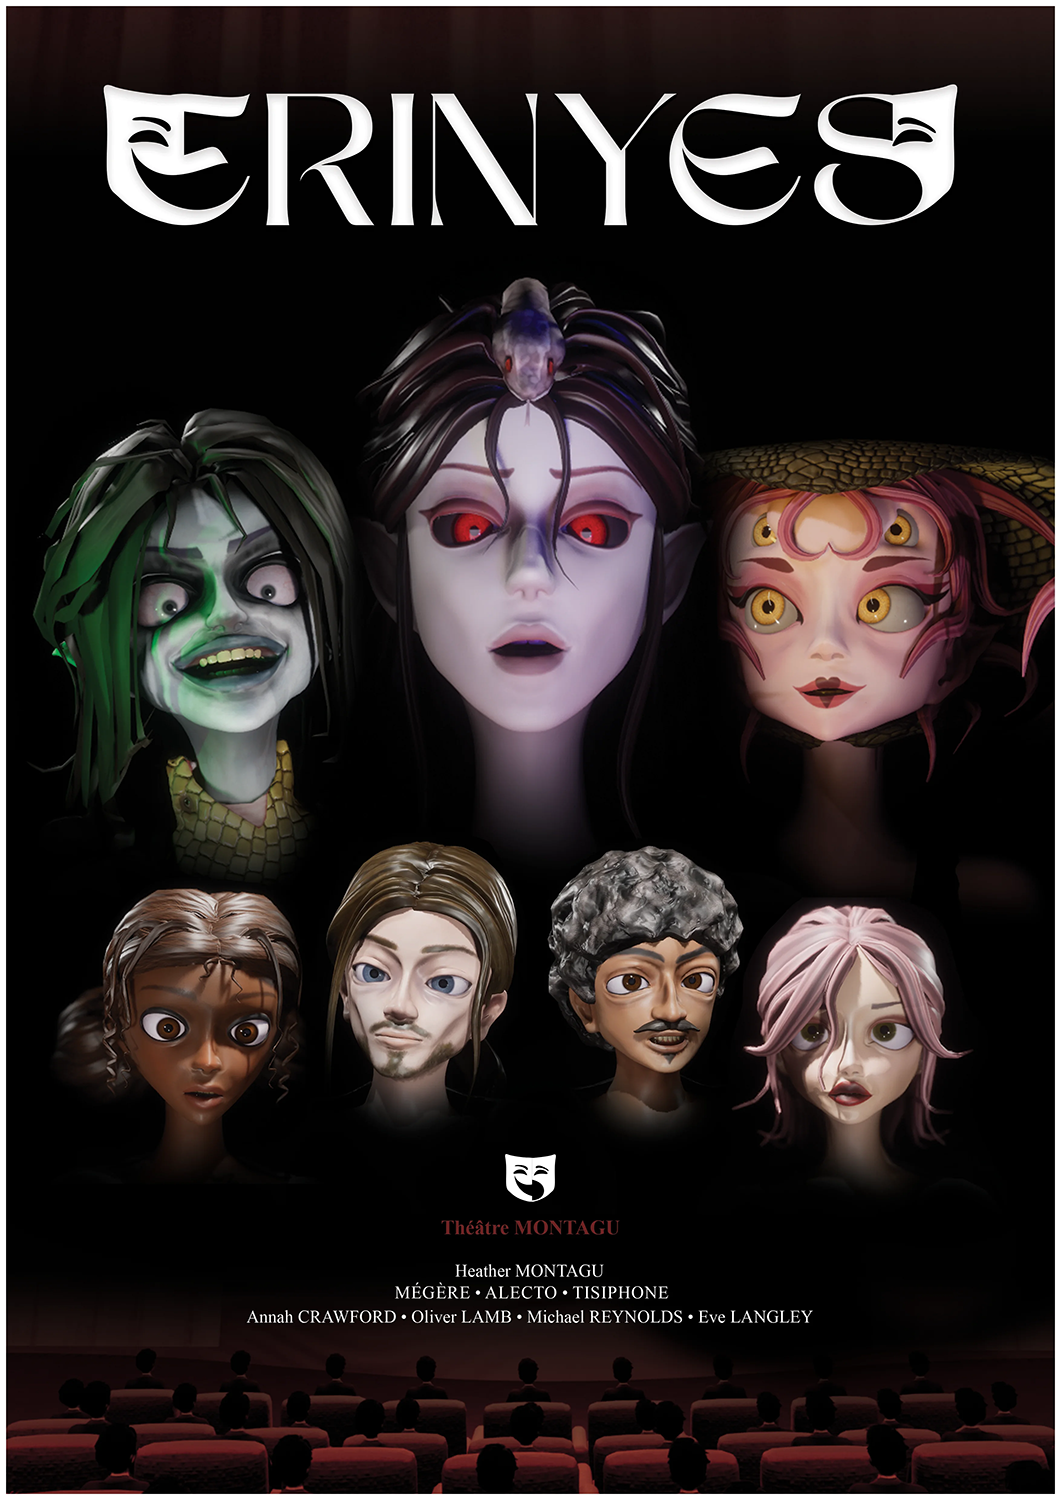 ERINYES
Théâtre MONTAGU
Heather MONTAGU
MÉGÈRE • ALECTO • TISIPHONE
Annah CRAWFORD • Oliver LAMB • Michael REYNOLDS • Eve LANGLEY